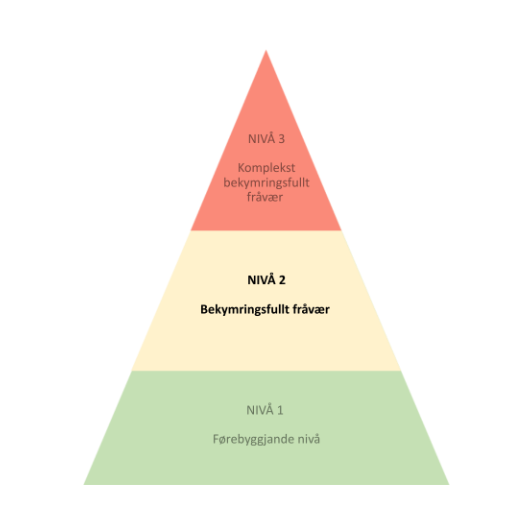 NIVÅ 3
Komplekst
bekymringsfullt
fråvær
NIVÅ 2
Bekymringsfullt fråvær
NIVÅ 1
Førebyggjande nivå